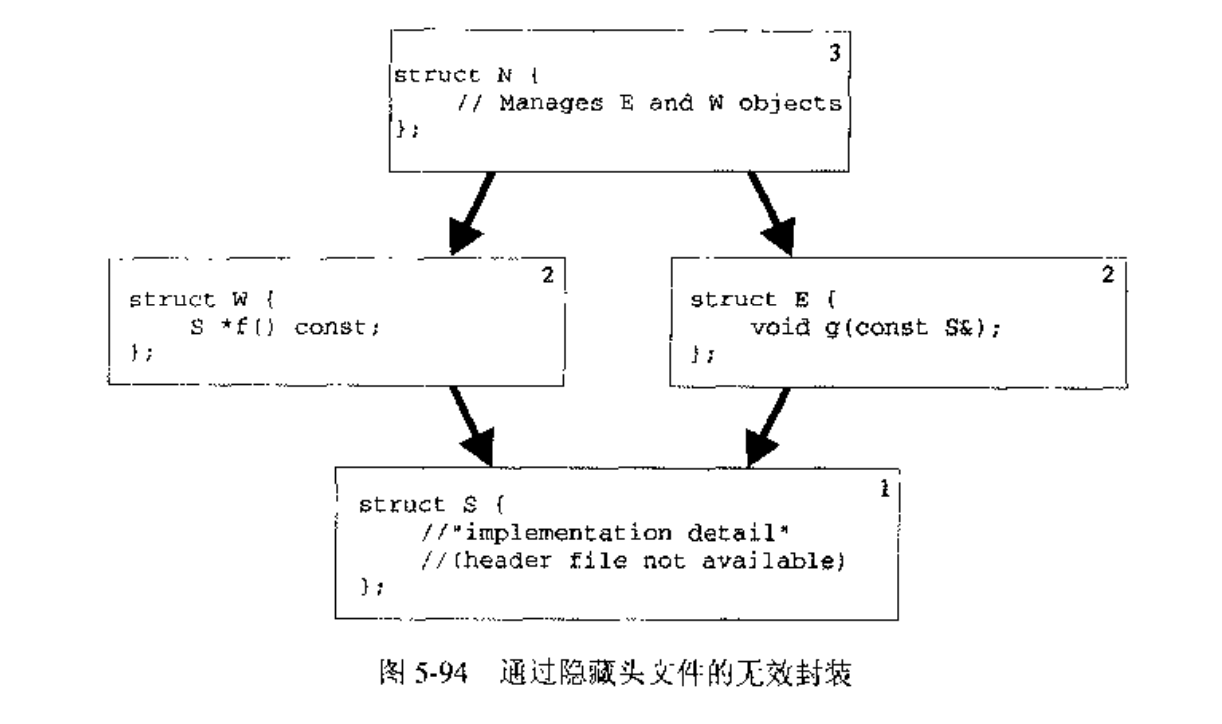 3
struct N {
// Manages E and W objects
};
2
struct W {
S *f() const;
};
2
struct E {
void g(const S&);
};
1
struct S {
//"implementation detail"
//(header file not available)
};
图 5-94 通过隐藏头文件的无效封装